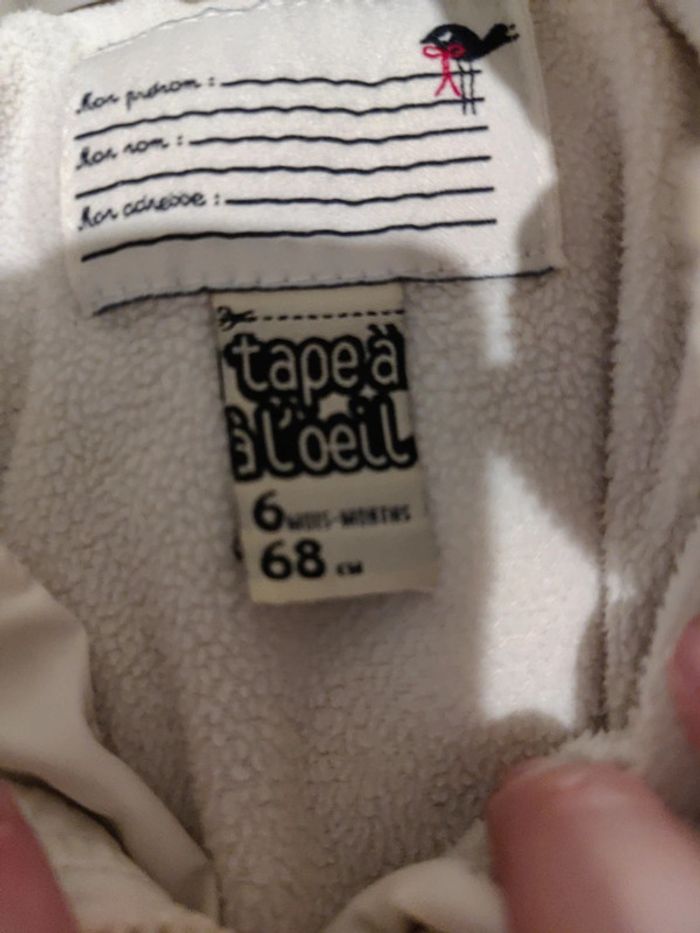 Mon prénom :
Mon nom :
Mon adresse :
tape à
à l'oeil
6 MOIS-MONTHS
68 CM